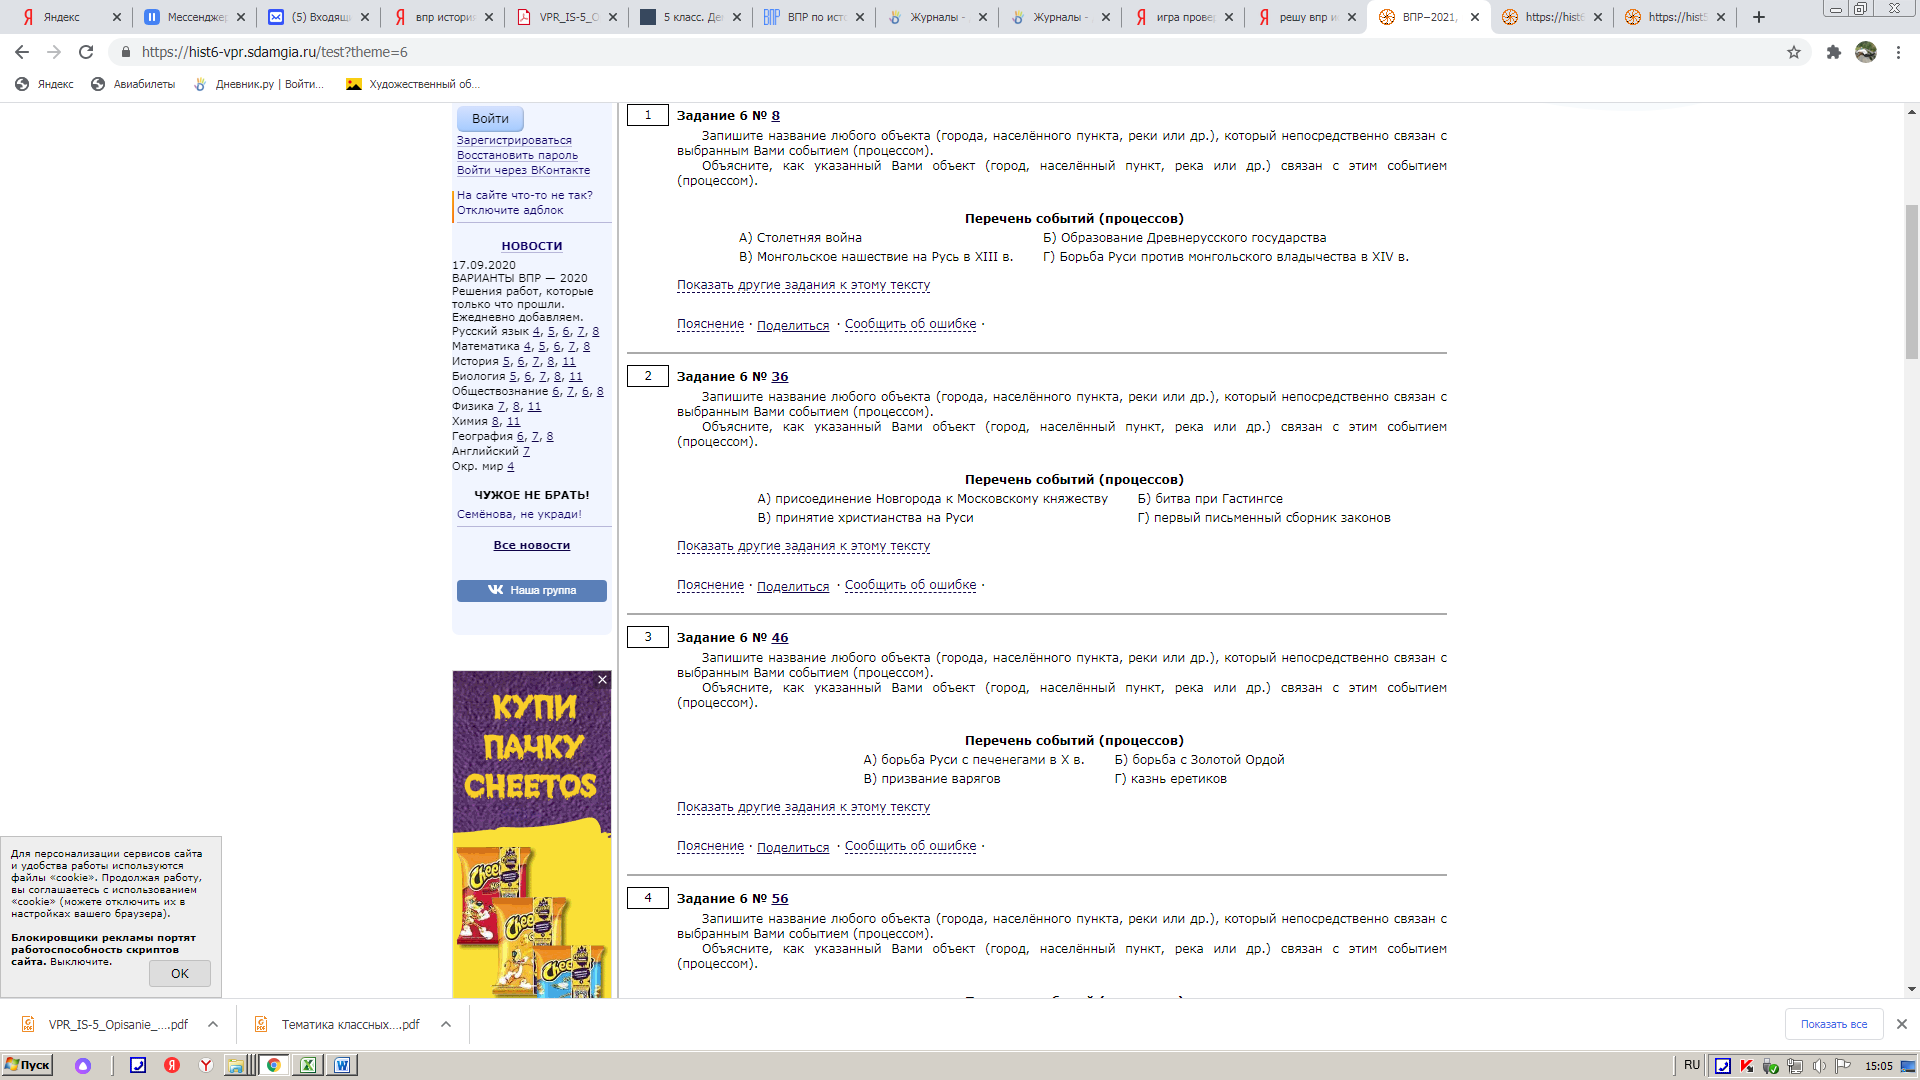 Яндекс
Мессендже
(5) Входящ
впр истори
VPR_IS-5_O
5 класс. Де
ВПР по ист
Журналы -
Журналы -
игра прове
решу впр и
ВПР−2021,
https://hist6
https://hist5
https://hist6-vpr.sdamgia.ru/test?theme=6
Яндекс
Авиабилеты
Дневник.ру | Войти...
Художественный об...
Войти
Зарегистрироваться
Восстановить пароль
Войти через ВКонтакте
На сайте что-то не так?
Отключите адблок
НОВОСТИ
17.09.2020
ВАРИАНТЫ ВПР — 2020
Решения работ, которые
только что прошли.
Ежедневно добавляем.
Русский язык 4, 5, 6, 7, 8
Математика 4, 5, 6, 7, 8
История 5, 6, 7, 8, 11
Биология 5, 6, 7, 8, 11
Обществознание 6, 7, 6, 8
Физика 7, 8, 11
Химия 8, 11
География 6, 7, 8
Английский 7
Окр. мир 4
ЧУЖОЕ НЕ БРАТЬ!
Семёнова, не укради!
Все новости
Наша группа
КУПИ
ПАЧКУ
CHEETOS
1
Задание 6 № 8
Запишите название любого объекта (города, населённого пункта, реки или др.), который непосредственно связан с
выбранным Вами событием (процессом).
Объясните, как указанный Вами объект (город, населённый пункт, река или др.) связан с этим событием
(процессом).
Перечень событий (процессов)
А) Столетняя война Б) Образование Древнерусского государства
В) Монгольское нашествие на Русь в XIII в. Г) Борьба Руси против монгольского владычества в XIV в.
Показать другие задания к этому тексту
Пояснение · Поделиться · Сообщить об ошибке ·
2
Задание 6 № 36
Запишите название любого объекта (города, населённого пункта, реки или др.), который непосредственно связан с
выбранным Вами событием (процессом).
Объясните, как указанный Вами объект (город, населённый пункт, река или др.) связан с этим событием
(процессом).
Перечень событий (процессов)
А) присоединение Новгорода к Московскому княжеству Б) битва при Гастингсе
В) принятие христианства на Руси Г) первый письменный сборник законов
Показать другие задания к этому тексту
Пояснение · Поделиться · Сообщить об ошибке ·
3
Задание 6 № 46
Запишите название любого объекта (города, населённого пункта, реки или др.), который непосредственно связан с
выбранным Вами событием (процессом).
Объясните, как указанный Вами объект (город, населённый пункт, река или др.) связан с этим событием
(процессом).
Перечень событий (процессов)
А) борьба Руси с печенегами в X в. Б) борьба с Золотой Ордой
В) призвание варягов Г) казнь еретиков
Показать другие задания к этому тексту
Пояснение · Поделиться · Сообщить об ошибке ·
4
Задание 6 № 56
Запишите название любого объекта (города, населённого пункта, реки или др.), который непосредственно связан с
выбранным Вами событием (процессом).
Объясните, как указанный Вами объект (город, населённый пункт, река или др.) связан с этим событием
(процессом).
Для персонализации сервисов сайта
и удобства работы используются
файлы «cookie». Продолжая работу,
вы соглашаетесь с использованием
«cookie» (можете отключить их в
настройках вашего браузера).
Блокировщики рекламы портят
работоспособность скриптов
сайта. Выключите.
OK
VPR_IS-5_Opisanie_....pdf
Тематика классных....pdf
Показать все
Пуск
RU
15:05